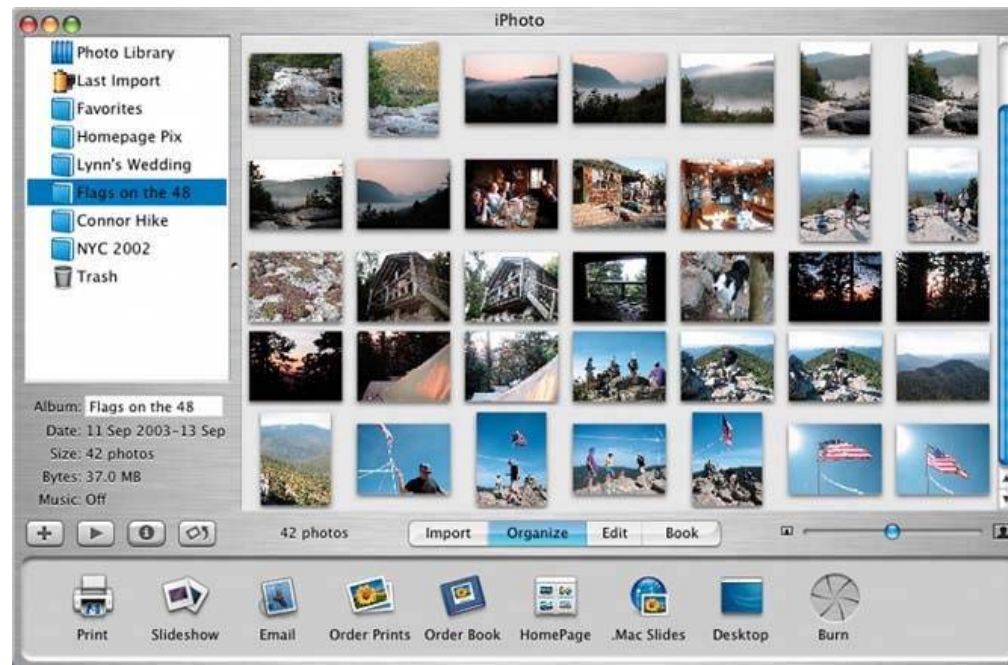 iPhoto
Photo Library
Last Import
Favorites
Homepage Pix
Lynn's Wedding
Flags on the 48
Connor Hike
NYC 2002
Trash
Album: Flags on the 48
Date: 11 Sep 2003-13 Sep
Size: 42 photos
Bytes: 37.0 MB
Music: Off
42 photos Import Organize Edit Book
Print Slideshow Email Order Prints Order Book HomePage .Mac Slides Desktop Burn